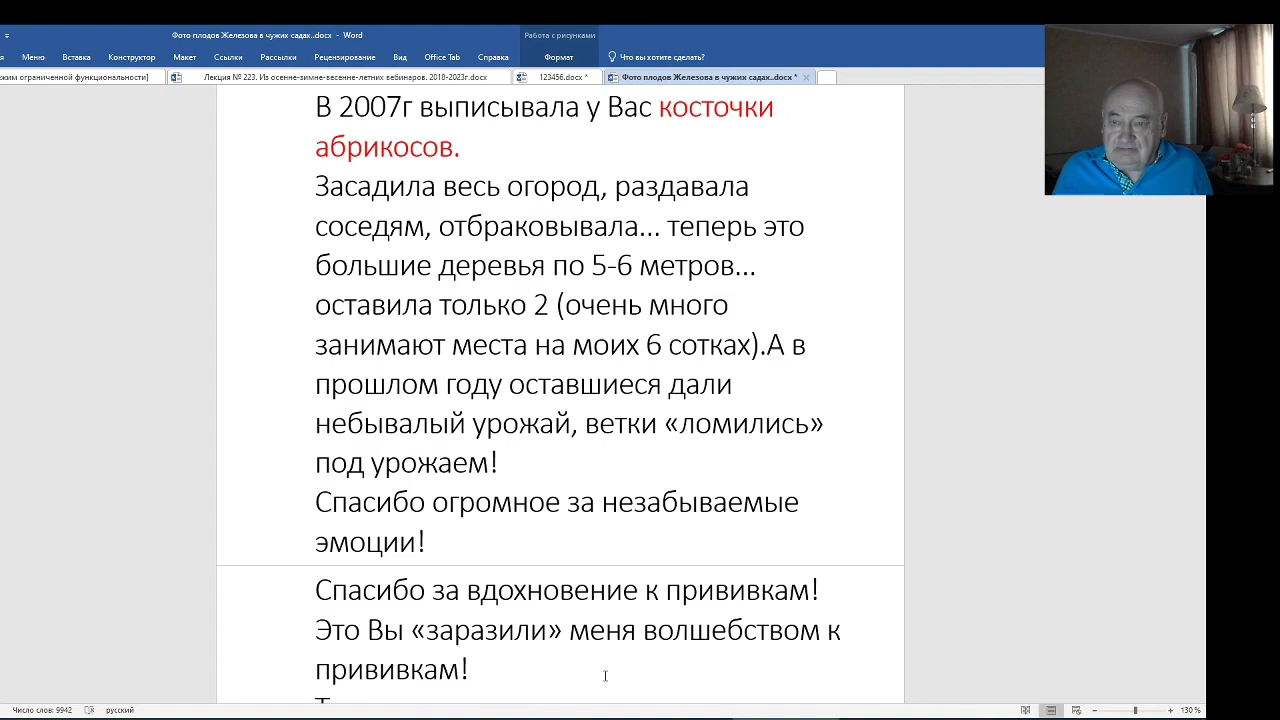 Фото плодов Железова в чужих садах..docx - Word
Работа с рисунками
Меню Вставка Конструктор Макет Ссылки Рассылки Рецензирование Вид Office Tab Справка Формат Что вы хотите сделать?
жим ограниченной функциональности] Лекция № 223. Из осенне-зимне-весенне-летних вебинаров. 2018-2023г.docx 123456.docx * Фото плодов Железова в чужих садах..docx *
В 2007г выписывала у Вас косточки
абрикосов.
Засадила весь огород, раздавала
соседям, отбраковывала... теперь это
большие деревья по 5-6 метров...
оставила только 2 (очень много
занимают места на моих 6 сотках).А в
прошлом году оставшиеся дали
небывалый урожай, ветки «ломились»
под урожаем!
Спасибо огромное за незабываемые
эмоции!
Спасибо за вдохновение к прививкам!
Это Вы «заразили» меня волшебством к
прививкам!
Число слов: 9942 русский 130 %